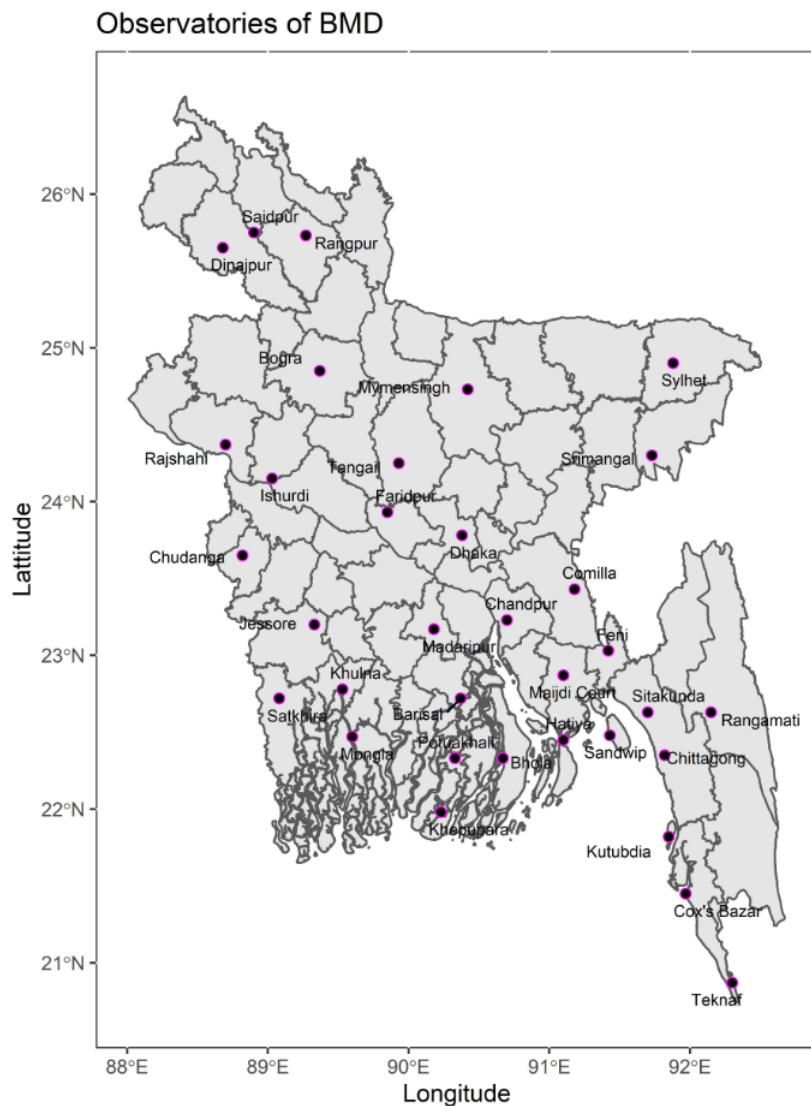 Observatories of BMD
26°N
Saidpur
Rangpur
Dinajpur
25°N
Bogra
Mymensingh
Sylhet
Rajshahi
Tangail
Srimangal
Ishurdi
24°N
Faridpur
Dhaka
Chudanga
Comilla
Chandpur
Jessore
Madaripur
Feni
23°N
Khulna
Maijdi Court
Sitakunda
Satkhira
Barisal
Hatiya
Rangamati
Mongla
Potuakhali
Bhola
Sandwip
Chittagong
22°N
Khepupara
Kutubdia
Cox's Bazar
21°N
Teknaf
88°E
89°E
90°E
91°E
92°E
Longitude
Lattitude